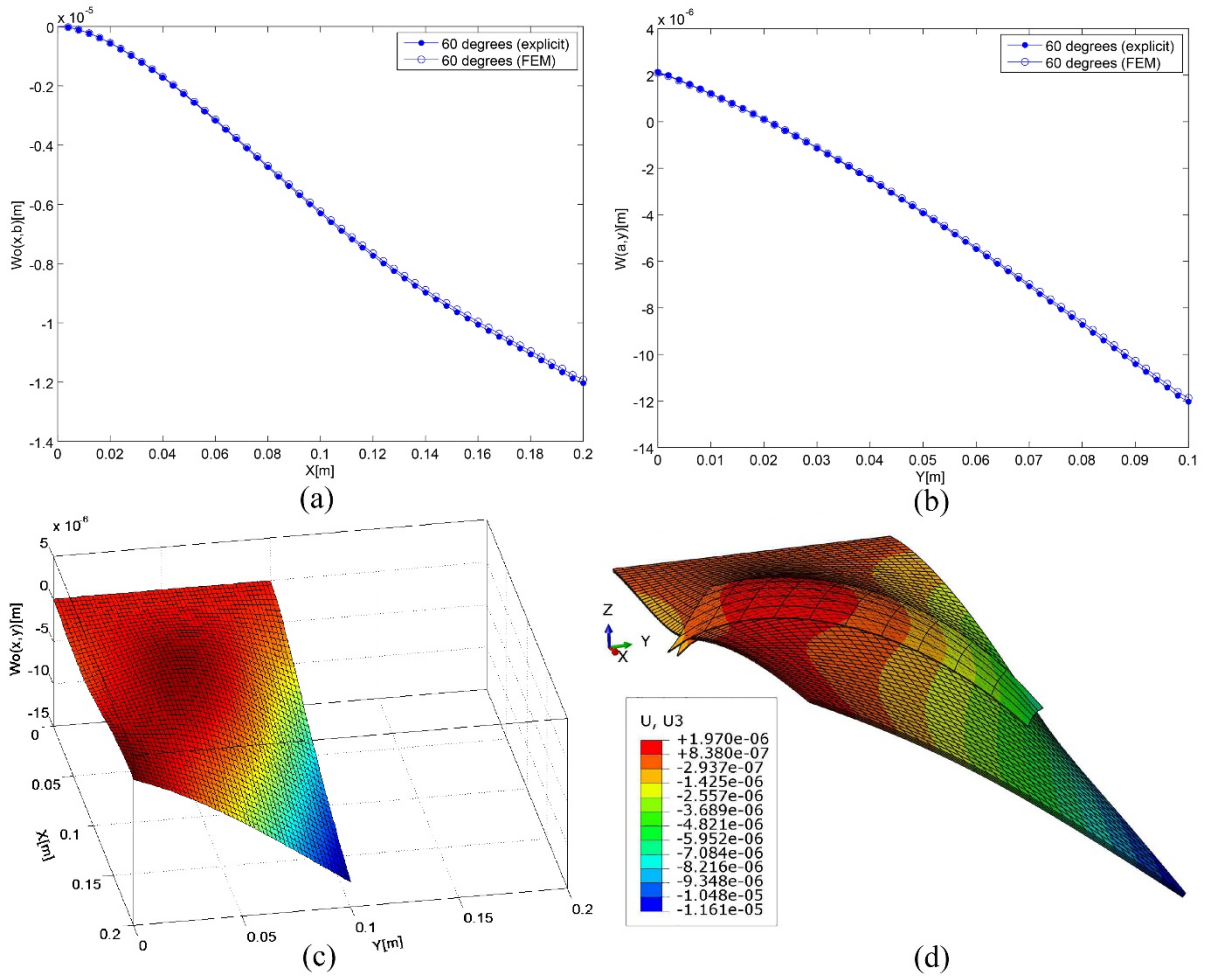 x 10-5
0
-0.2
-0.4
-0.6
-0.8
-1
-1.2
-1.4
Wo(x,b)[m]
60 degrees (explicit)
60 degrees (FEM)
0 0.02 0.04 0.06 0.08 0.10 0.12 0.14 0.16 0.18 0.2
X[m]
(a)
x 10-6
4
2
0
-2
-4
-6
-8
-10
-12
-14
W(a,y)[m]
60 degrees (explicit)
60 degrees (FEM)
0 0.01 0.02 0.03 0.04 0.05 0.06 0.07 0.08 0.09 0.1
Y[m]
(b)
x 10-6
5
0
-5
-10
-15
Wo(x,y)[m]
0
0.05
0.1
0.15
0.2
X[m]
0
0.05
0.1
0.15
0.2
Y[m]
(c)
Z
Y
X
U, U3
+1.970e-06
+8.380e-07
-2.937e-07
-1.425e-06
-2.557e-06
-3.689e-06
-4.821e-06
-5.952e-06
-7.084e-06
-8.216e-06
-9.348e-06
-1.048e-05
-1.161e-05
(d)